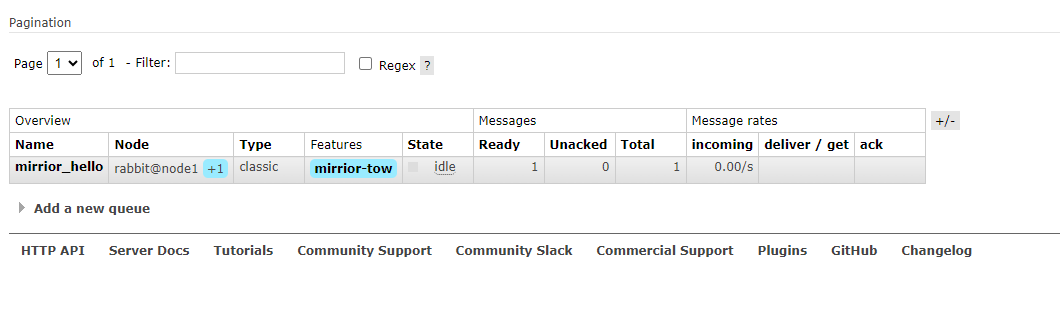 Pagination
Page 1 of 1 - Filter: Regex ?
Overview Messages Message rates +/-
Name Node Type Features State Ready Unacked Total incoming deliver / get ack
mirrior_hello rabbit@node1 +1 classic mirrior-tow idle 1 0 1 0.00/s
Add a new queue
HTTP API Server Docs Tutorials Community Support Community Slack Commercial Support Plugins GitHub Changelog